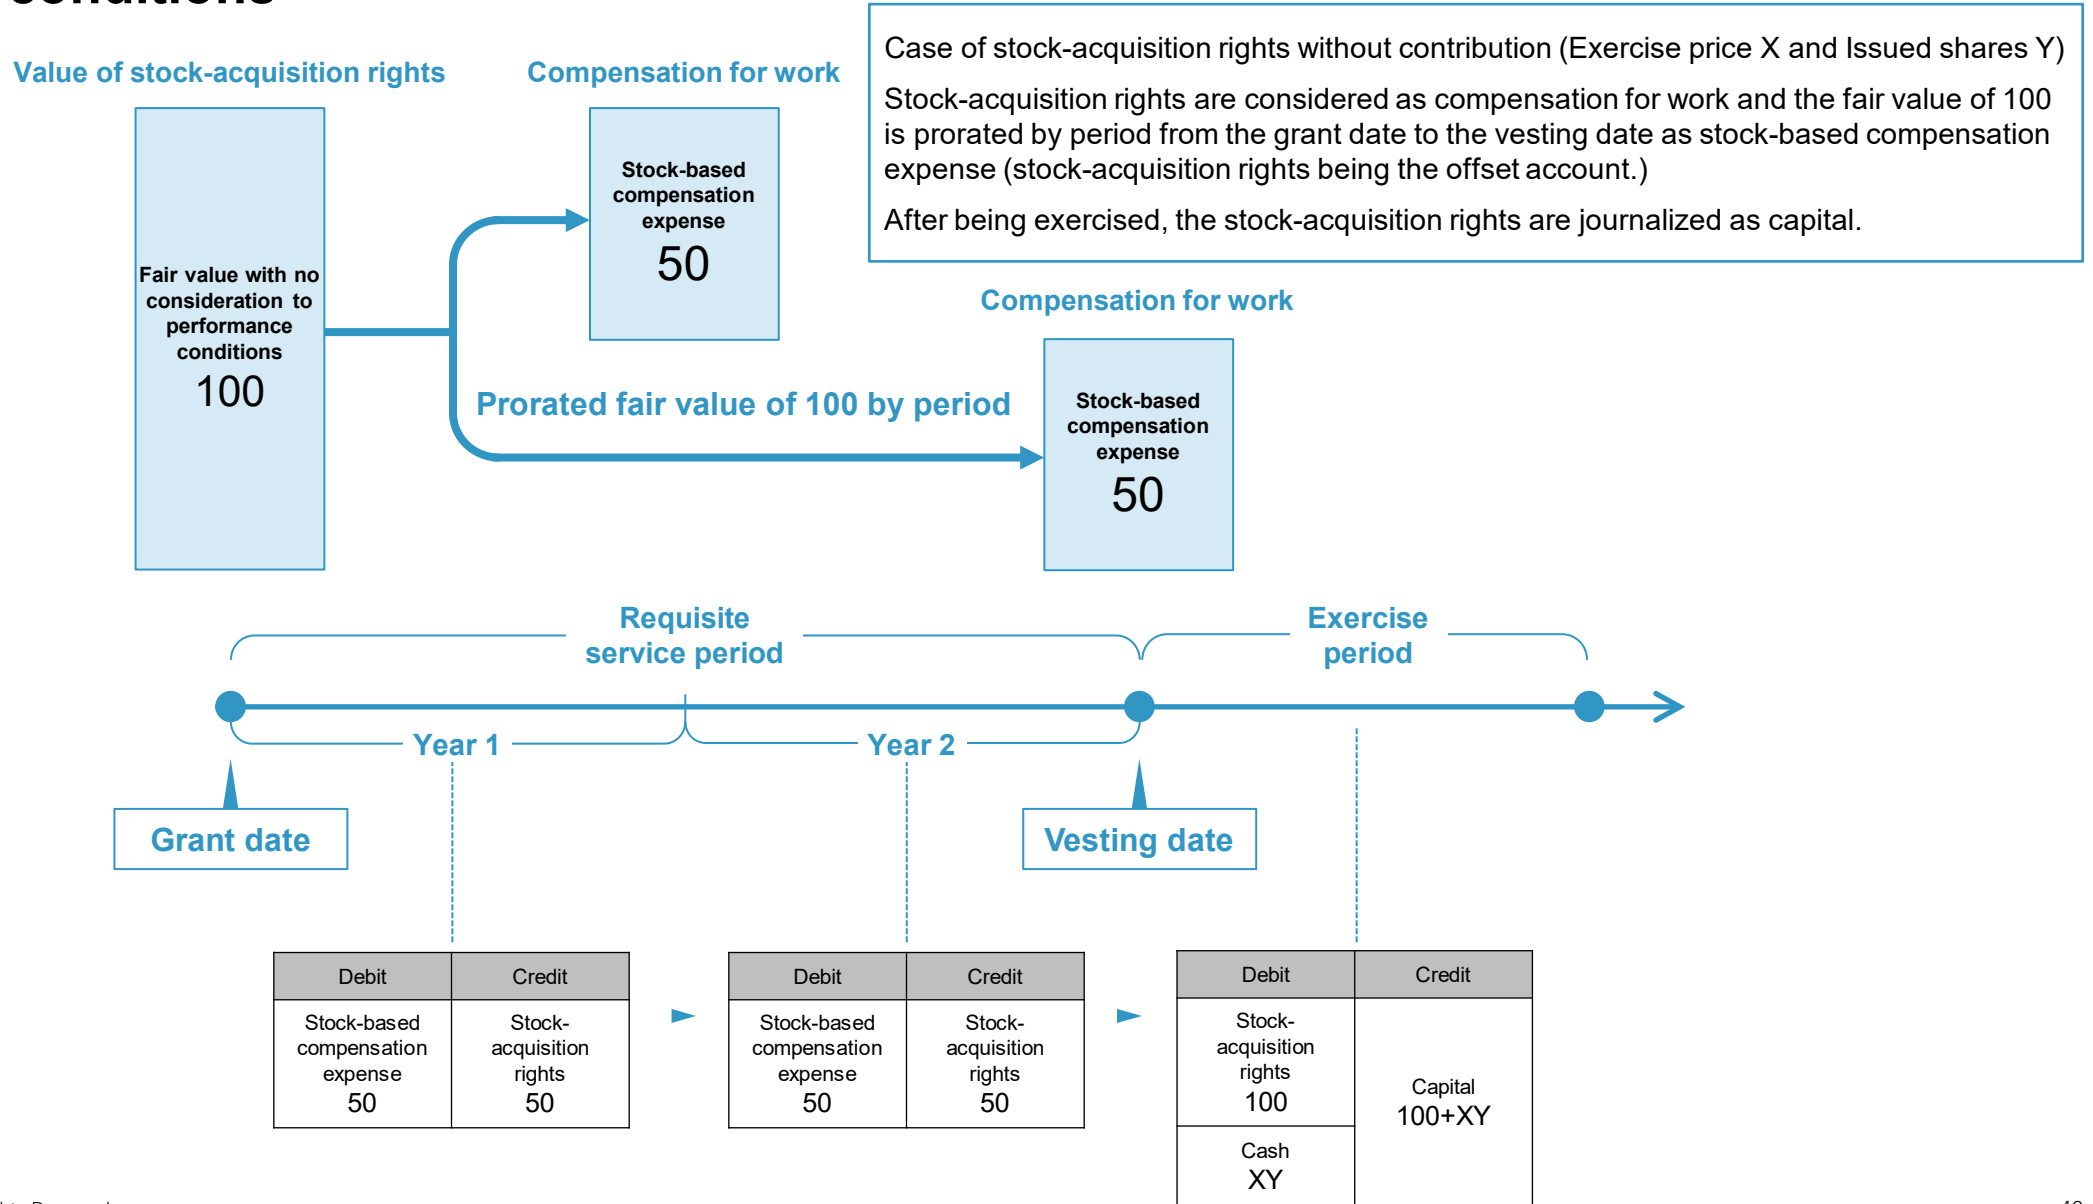 Value of stock-acquisition rights
Compensation for work
Case of stock-acquisition rights without contribution (Exercise price X and Issued shares Y)
Stock-acquisition rights are considered as compensation for work and the fair value of 100
is prorated by period from the grant date to the vesting date as stock-based compensation
expense (stock-acquisition rights being the offset account.)
After being exercised, the stock-acquisition rights are journalized as capital.
Fair value with no
consideration to
performance
conditions
100
Stock-based
compensation
expense
50
Compensation for work
Prorated fair value of 100 by period
Stock-based
compensation
expense
50
Requisite
service period
Exercise
period
Year 1
Year 2
Grant date
Vesting date
Debit
Credit
Stock-based
compensation
expense
50
Stock-
acquisition
rights
50
Debit
Credit
Stock-based
compensation
expense
50
Stock-
acquisition
rights
50
Debit
Credit
Stock-
acquisition
rights
100
Capital
100+XY
Cash
XY